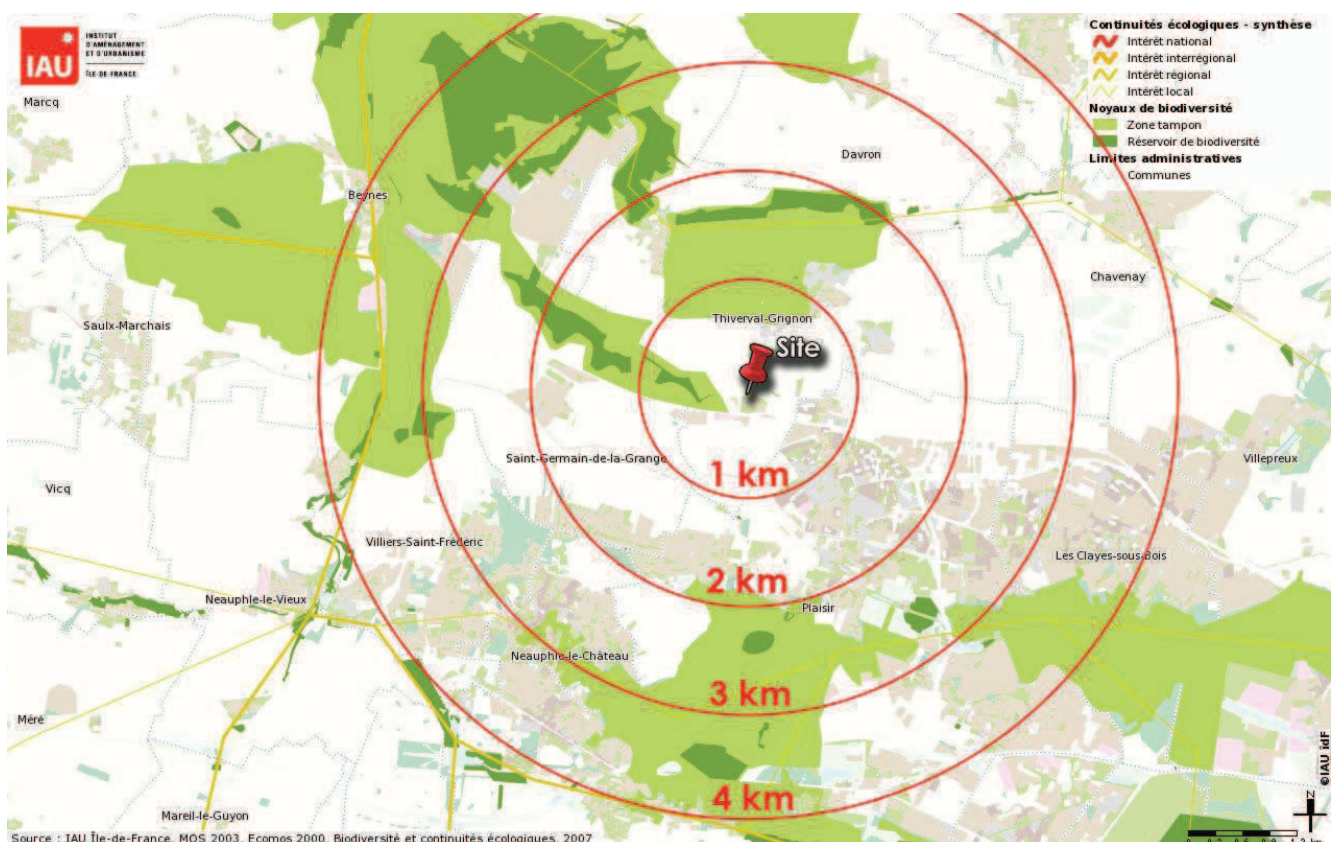 IAU
INSTITUT
D'AMÉNAGEMENT
ET D'URBANISME
ÎLE-DE-FRANCE
Continuités écologiques - synthèse
Intérêt national
Intérêt interrégional
Intérêt régional
Intérêt local
Noyaux de biodiversité
Zone tampon
Réservoir de biodiversité
Limites administratives
Communes
Marcq
Davron
Beynes
Chavenay
Saulx-Marchais
Thiverval-Grignon
Site
Saint-Germain-de-la-Grange
Villepreux
1 km
Vicq
Villiers-Saint-Fréderic
Les Clayes-sous-Bois
2 km
Neauphle-le-Vieux
Plaisir
Neauphle-le-Château
3 km
Méré
4 km
Mareil-le-Guyon
©IAU idF
N
Source : IAU Île-de-France, MOS 2003, Ecomos 2000, Biodiversité et continuités écologiques, 2007